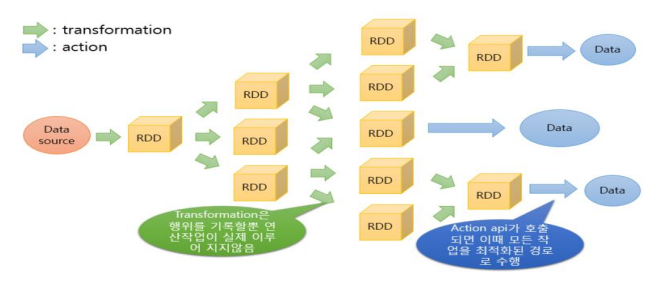 : transformation
: action
Data
source
RDD
RDD
RDD
RDD
RDD
RDD
RDD
RDD
RDD
RDD
RDD
Data
Data
Data
Transformation은
행위를 기록할뿐 연
산작업이 실제 이루
어 지지않음
Action api가 호출
되면 이때 모든 작
업을 최적화된 경로
로 수행